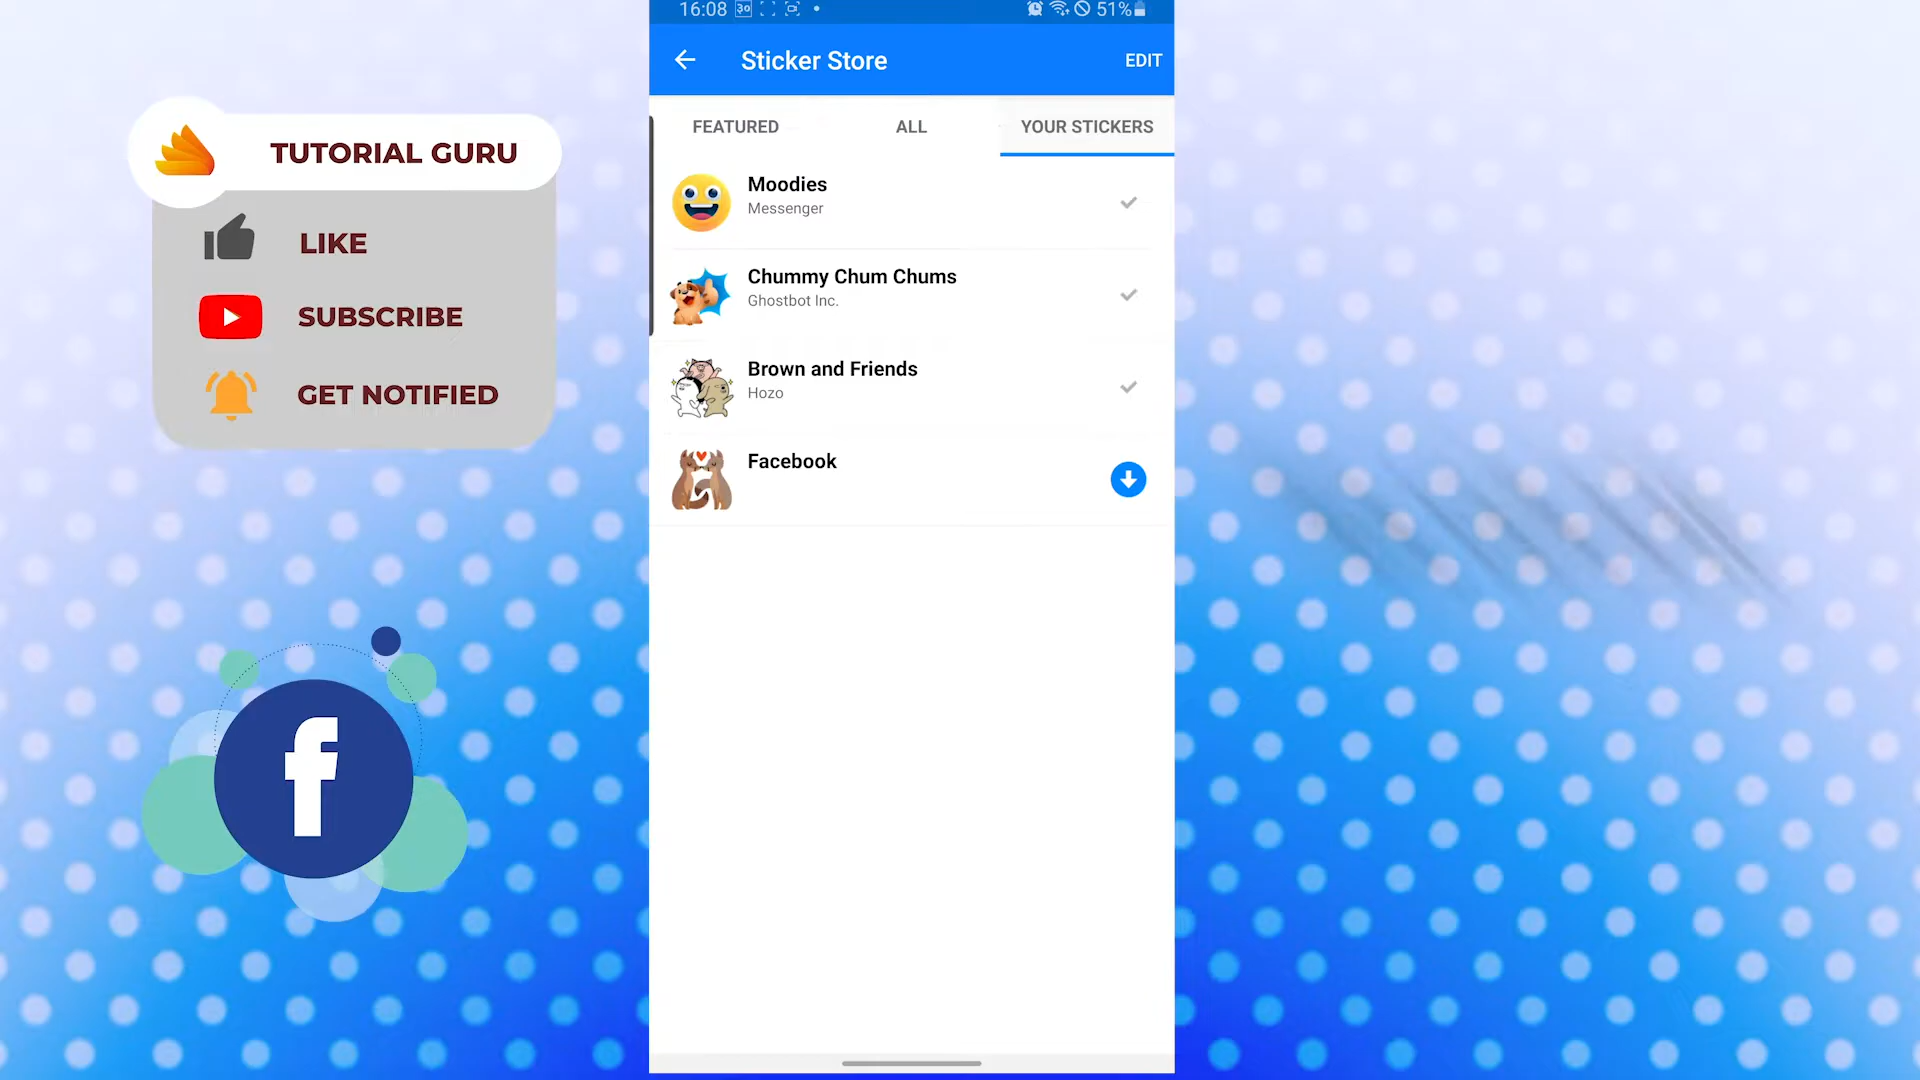 16:08 51%
Sticker Store EDIT
FEATURED ALL YOUR STICKERS
Moodies
Messenger
Chummy Chum Chums
Ghostbot Inc.
Brown and Friends
Hozo
Facebook
TUTORIAL GURU
LIKE
SUBSCRIBE
GET NOTIFIED
f